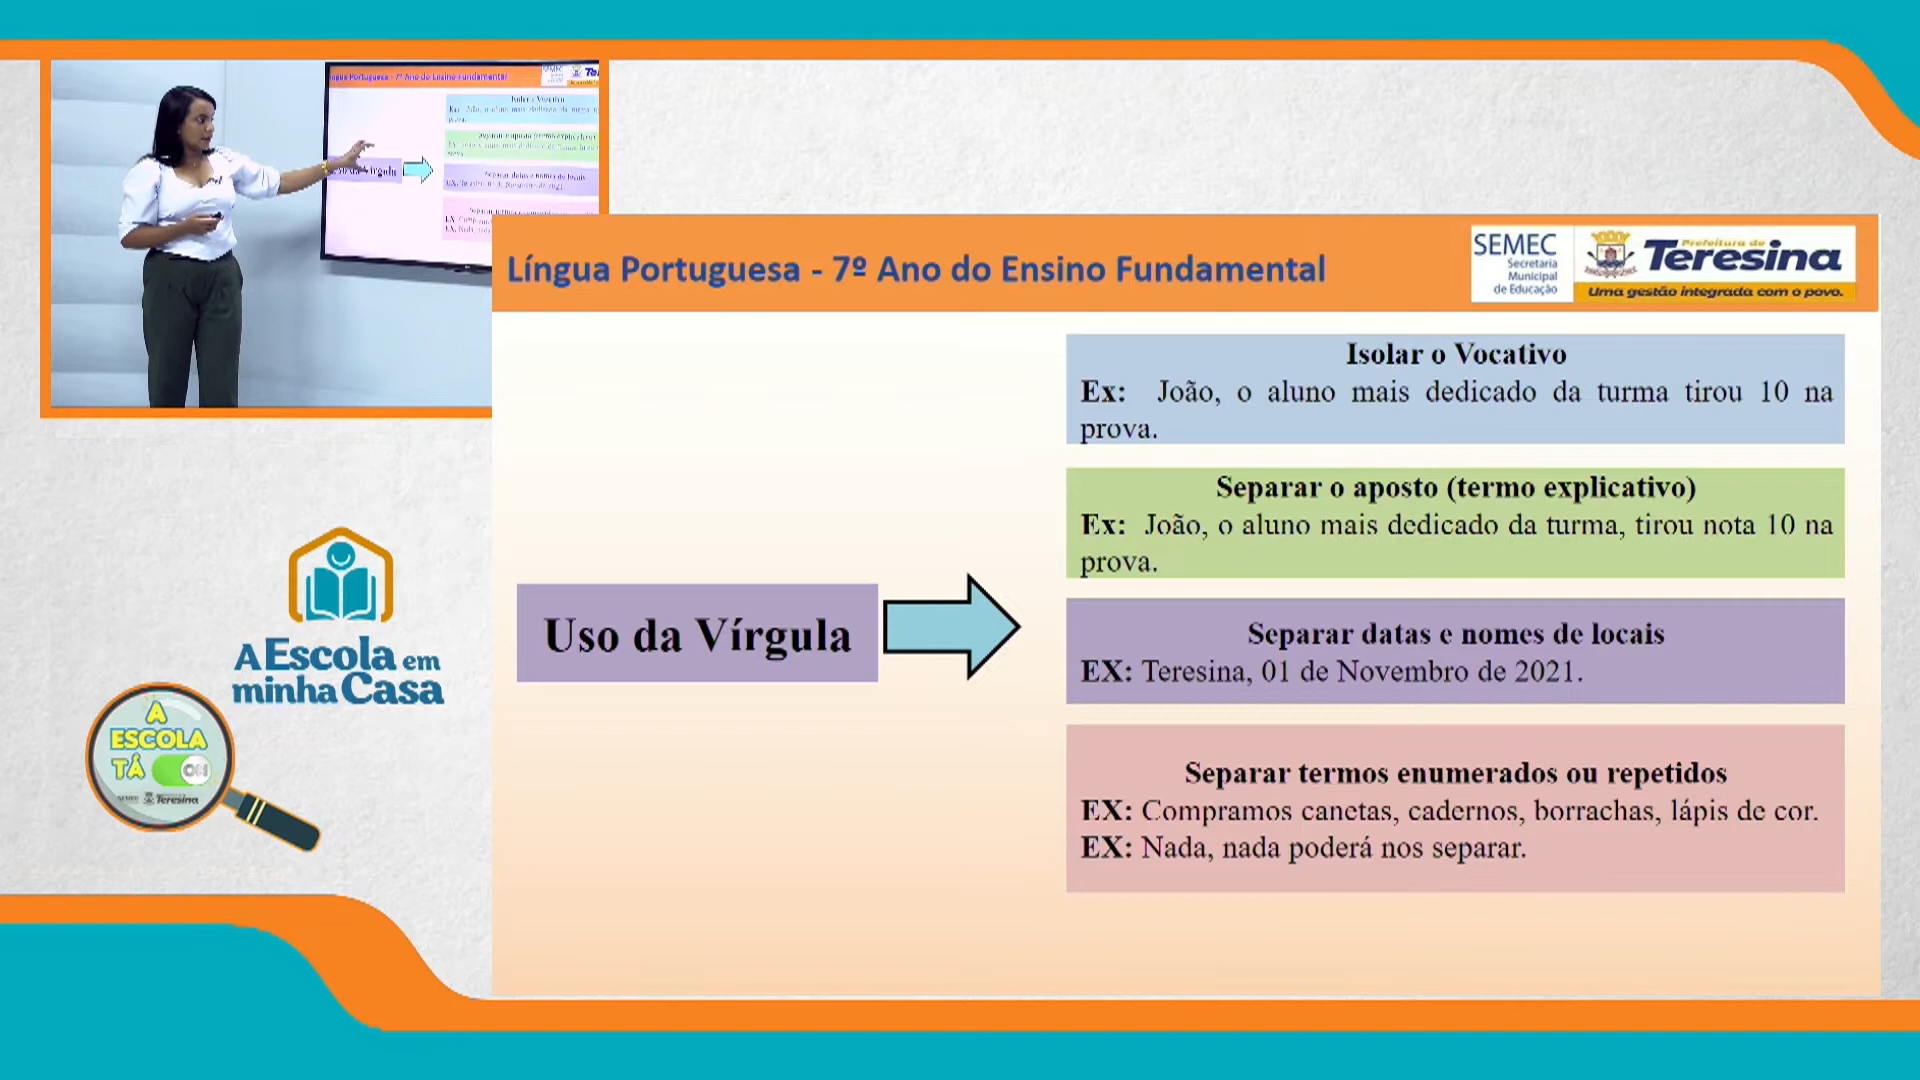 Língua Portuguesa - 7º Ano do Ensino Fundamental
SEMEC
Secretaria
Municipal
de Educação
Prefeitura de
Teresina
Uma gestão integrada com o povo.
Isolar o Vocativo
Ex: João, o aluno mais dedicado da turma tirou 10 na
prova.
Separar o aposto (termo explicativo)
Ex: João, o aluno mais dedicado da turma, tirou nota 10 na
prova.
Uso da Vírgula
Separar datas e nomes de locais
EX: Teresina, 01 de Novembro de 2021.
Separar termos enumerados ou repetidos
EX: Compramos canetas, cadernos, borrachas, lápis de cor.
EX: Nada, nada poderá nos separar.
A Escola em
minha Casa
A
ESCOLA
TÁ ON
SEMEC Teresina